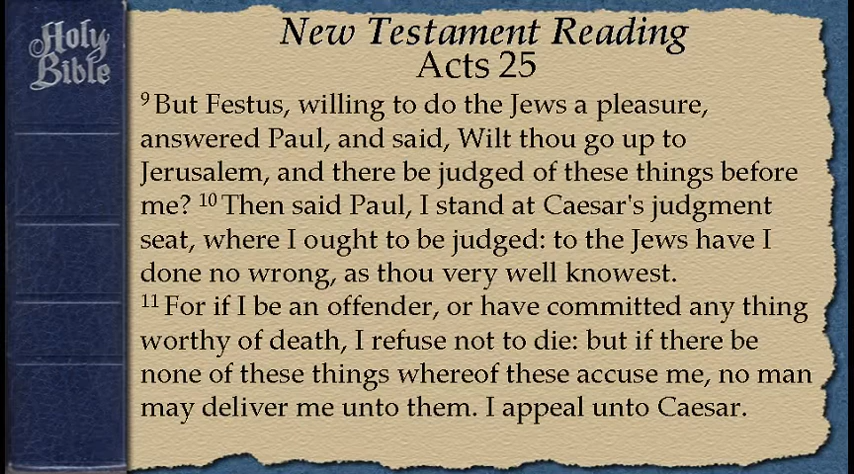 Holy
Bible
New Testament Reading
Acts 25
⁹ But Festus, willing to do the Jews a pleasure,
answered Paul, and said, Wilt thou go up to
Jerusalem, and there be judged of these things before
me? ¹⁰ Then said Paul, I stand at Caesar's judgment
seat, where I ought to be judged: to the Jews have I
done no wrong, as thou very well knowest.
¹¹ For if I be an offender, or have committed any thing
worthy of death, I refuse not to die: but if there be
none of these things whereof these accuse me, no man
may deliver me unto them. I appeal unto Caesar.